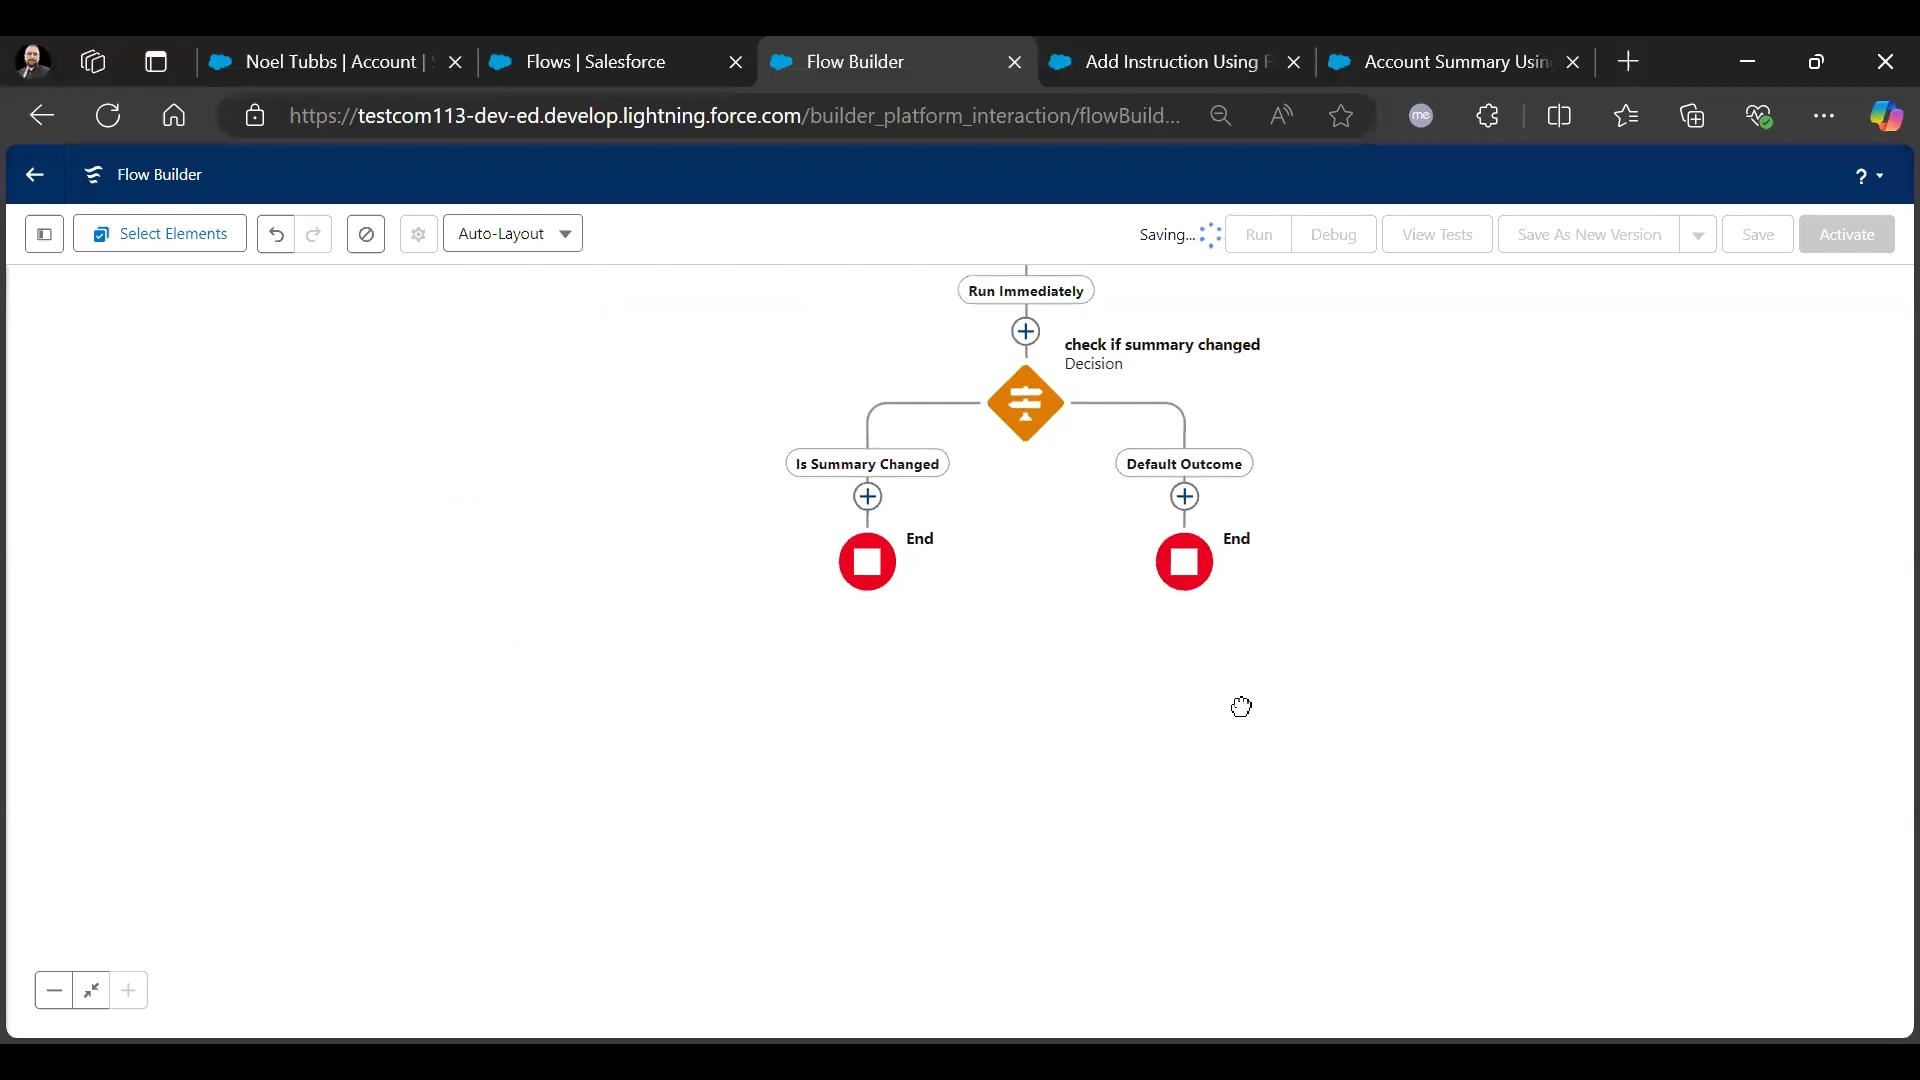 Noel Tubbs | Account |
Flows | Salesforce
Flow Builder
Add Instruction Using
Account Summary Usin
https://testcom113-dev-ed.develop.lightning.force.com/builder_platform_interaction/flowBuild...
me
Flow Builder
?
Select Elements
Auto-Layout
Saving...
Run
Debug
View Tests
Save As New Version
Save
Activate
Run Immediately
check if summary changed
Decision
Is Summary Changed
Default Outcome
End
End